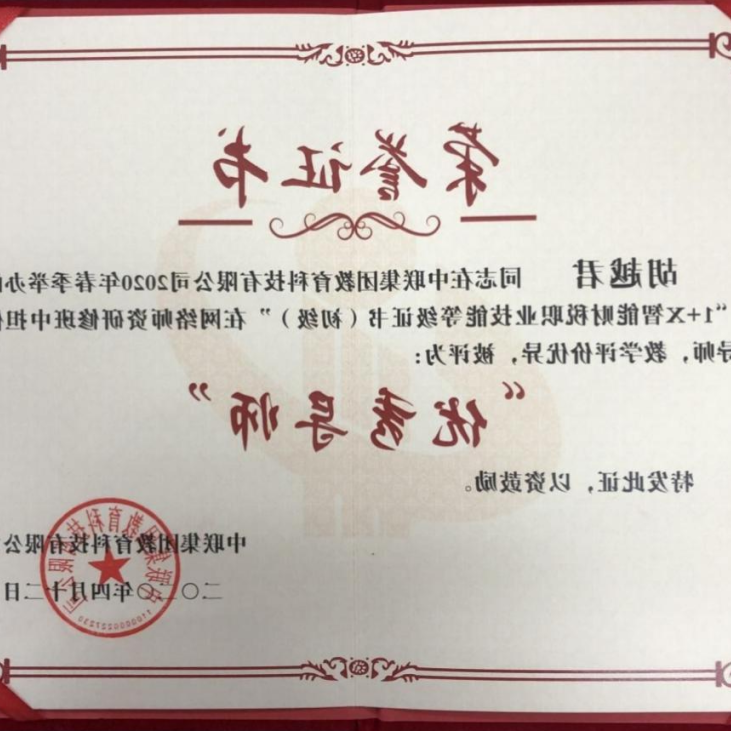 荣誉证书
胡越君 同志在中联集团教育科技有限公司2020年春季举办
“1+X智能财税职业技能等级证书（初级）”在网络师资研修班中担
导师，教学评价优异，被评为：
“优秀导师”
特发此证，以资鼓励。
中联集团教育科技有限公
二〇二〇年四月十二日